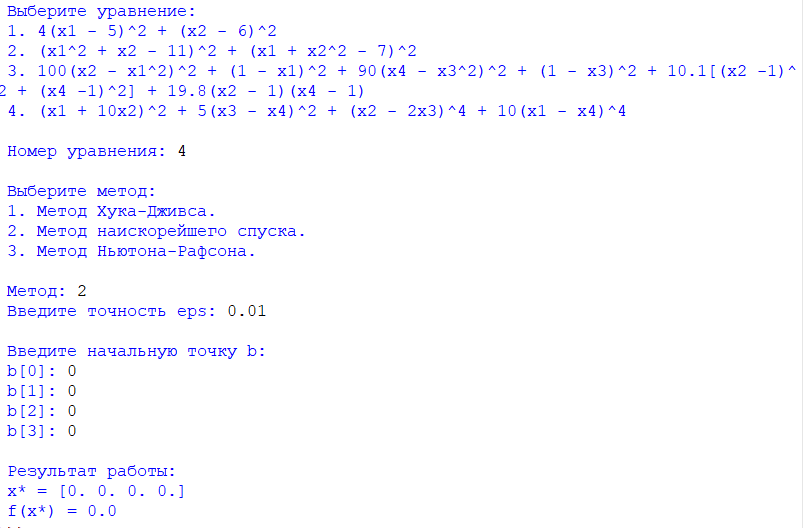 Выберите уравнение:
1. 4(x1 - 5)^2 + (x2 - 6)^2
2. (x1^2 + x2 - 11)^2 + (x1 + x2^2 - 7)^2
3. 100(x2 - x1^2)^2 + (1 - x1)^2 + 90(x4 - x3^2)^2 + (1 - x3)^2 + 10.1[(x2 -1)^
2 + (x4 -1)^2] + 19.8(x2 - 1)(x4 - 1)
4. (x1 + 10x2)^2 + 5(x3 - x4)^2 + (x2 - 2x3)^4 + 10(x1 - x4)^4
Номер уравнения: 4
Выберите метод:
1. Метод Хука-Дживса.
2. Метод наискорейшего спуска.
3. Метод Ньютона-Рафсона.
Метод: 2
Введите точность eps: 0.01
Введите начальную точку b:
b[0]: 0
b[1]: 0
b[2]: 0
b[3]: 0
Результат работы:
x* = [0. 0. 0. 0.]
f(x*) = 0.0